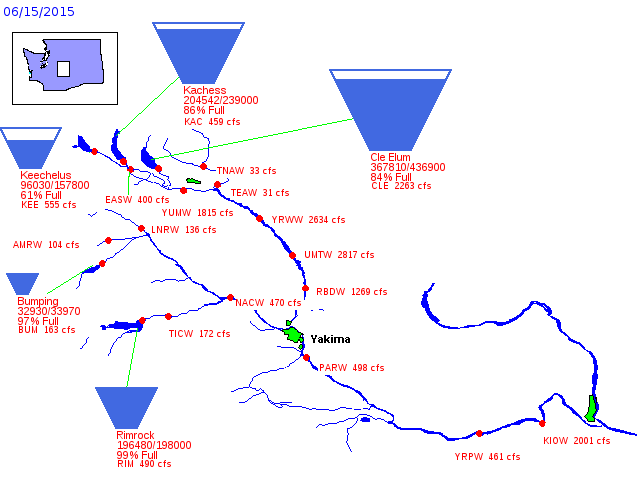 06/15/2015
Kachess
204542/239000
86% Full
KAC 459 cfs
Cle Elum
367810/436900
84% Full
CLE 2263 cfs
Keechelus
96030/157800
61% Full
KEE 555 cfs
TNAW 33 cfs
TEAW 31 cfs
EASW 400 cfs
YUMW 1815 cfs
YRWW 2634 cfs
LNRW 136 cfs
AMRW 104 cfs
UMTW 2817 cfs
RBDW 1269 cfs
Bumping
32930/33970
97% Full
BUM 163 cfs
NACW 470 cfs
TICW 172 cfs
Yakima
PARW 498 cfs
Rimrock
196480/198000
99% Full
RIM 490 cfs
KIOW 2001 cfs
YRPW 461 cfs